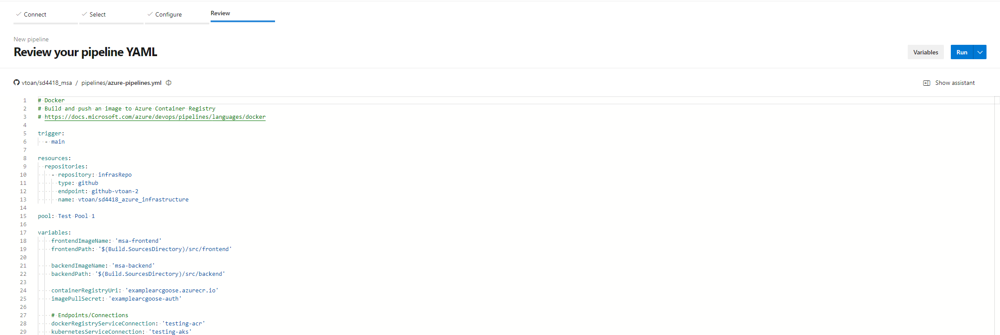 Connect Select Configure Review
New pipeline
Review your pipeline YAML
Variables Run
vtoan/sd4418_msa / pipelines/azure-pipelines.yml
Show assistant
1 # Docker
2 # Build and push an image to Azure Container Registry
3 # https://docs.microsoft.com/azure/devops/pipelines/languages/docker
4
5 trigger:
6   - main
7
8 resources:
9   repositories:
10     - repository: infrasRepo
11       type: github
12       endpoint: github-vtoan-2
13       name: vtoan/sd4418_azure_infrastructure
14
15 pool: Test Pool 1
16
17 variables:
18     frontendImageName: 'msa-frontend'
19     frontendPath: '$(Build.SourcesDirectory)/src/frontend'
20
21     backendImageName: 'msa-backend'
22     backendPath: '$(Build.SourcesDirectory)/src/backend'
23
24     containerRegistryUri: 'examplearcgoose.azurecr.io'
25     imagePullSecret: 'examplearcgoose-auth'
26
27     # Endpoints/Connections
28     dockerRegistryServiceConnection: 'testing-acr'
29     kubernetesServiceConnection: 'testing-aks'